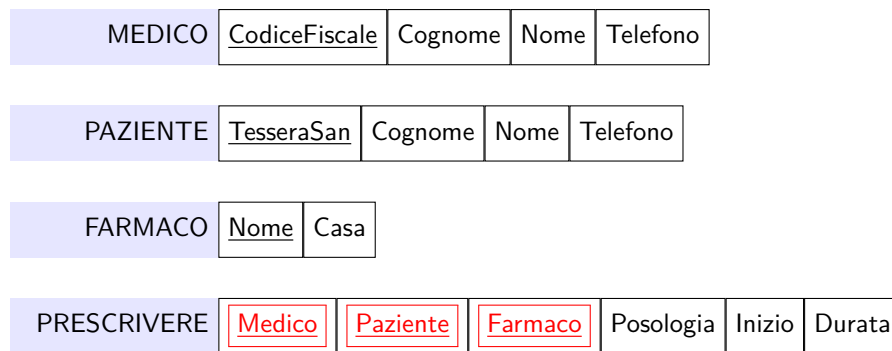 MEDICO CodiceFiscale Cognome Nome Telefono
PAZIENTE TesseraSan Cognome Nome Telefono
FARMACO Nome Casa
PRESCRIVERE Medico Paziente Farmaco Posologia Inizio Durata